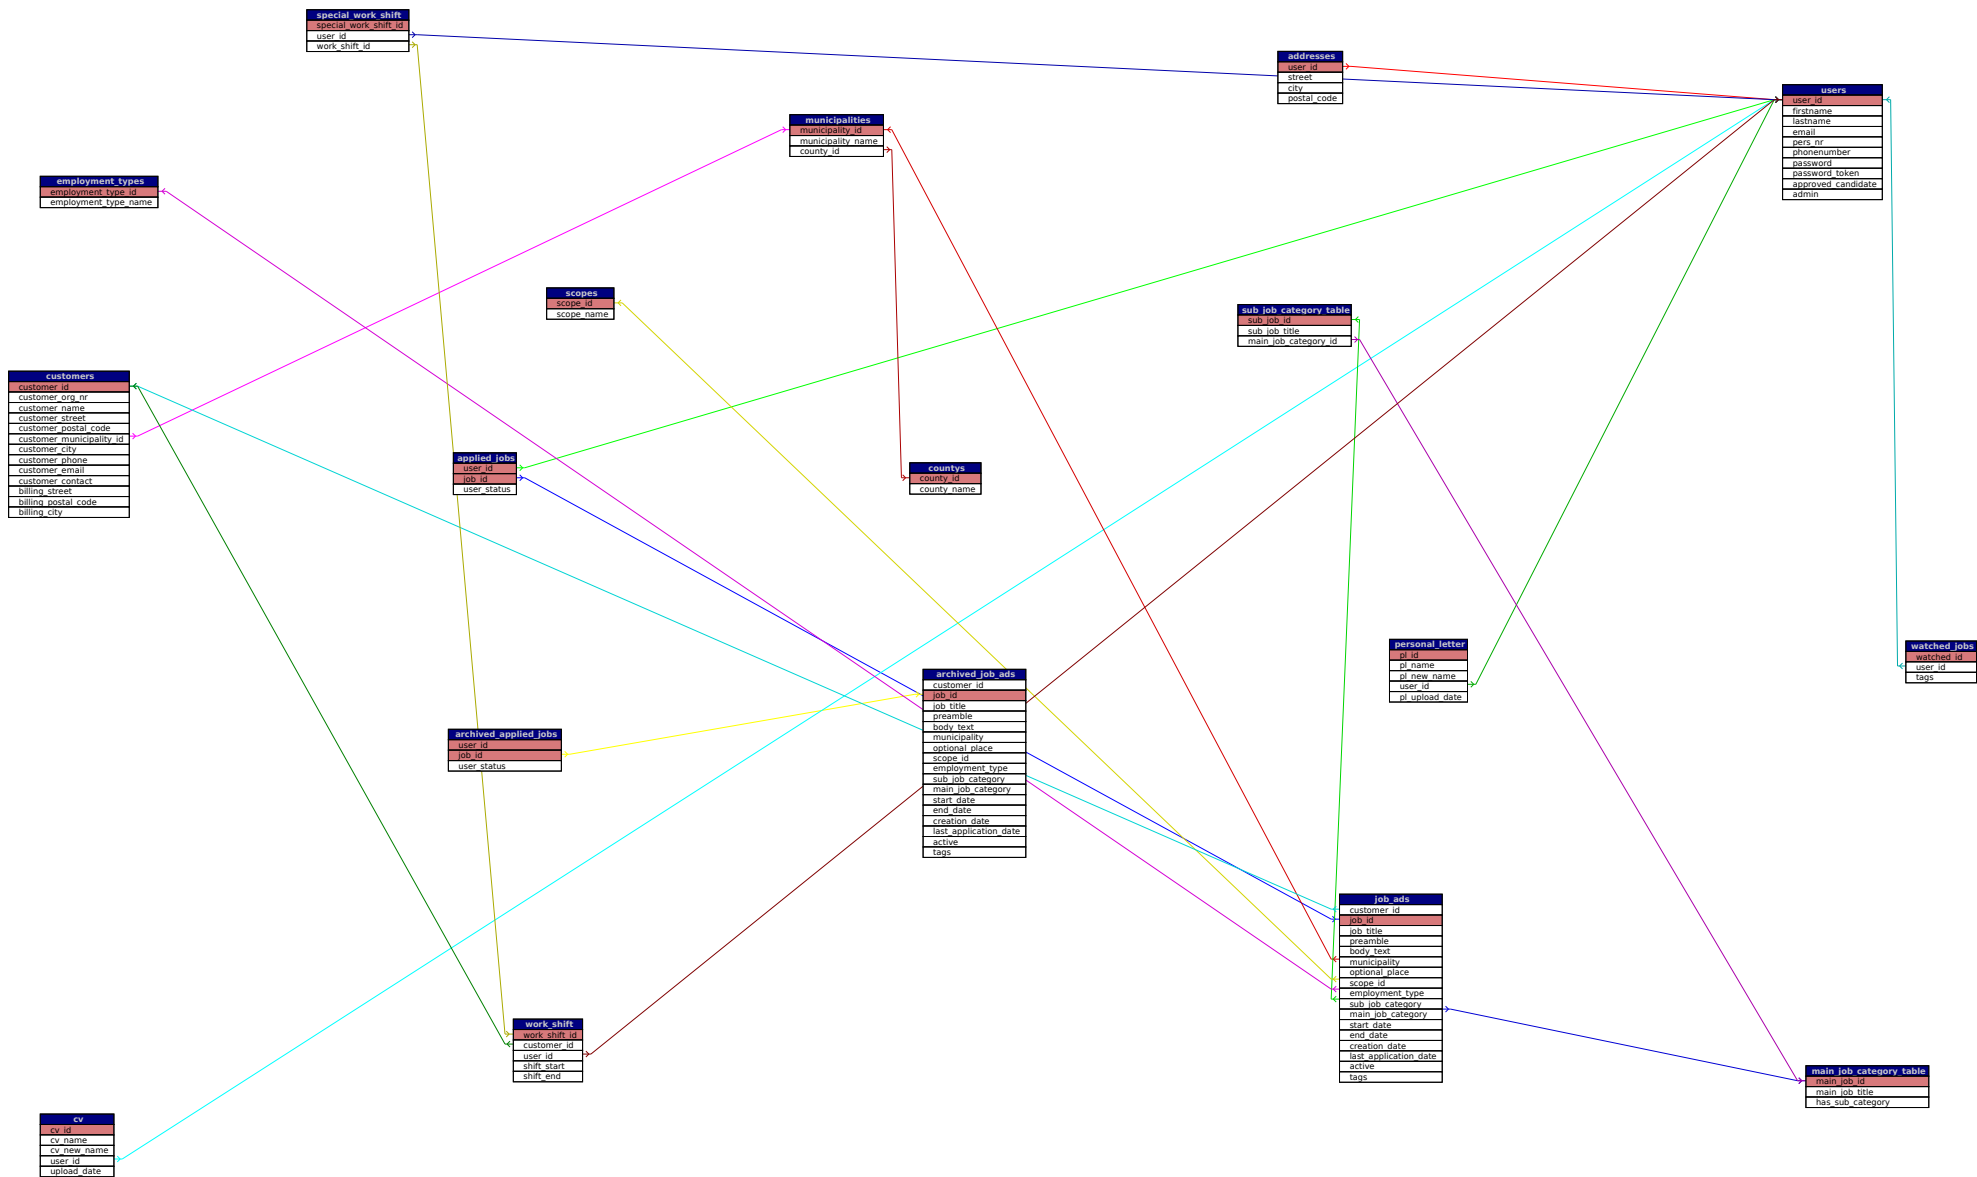 special_work_shift
special_work_shift_id
user_id
work_shift_id
addresses
user_id
street
city
postal_code
users
user_id
firstname
lastname
email
pers_nr
phonenumber
password
password_token
approved_candidate
admin
municipalities
municipality_id
municipality_name
county_id
employment_types
employment_type_id
employment_type_name
scopes
scope_id
scope_name
sub_job_category_table
sub_job_id
sub_job_title
main_job_category_id
customers
customer_id
customer_org_nr
customer_name
customer_street
customer_postal_code
customer_municipality_id
customer_city
customer_phone
customer_email
customer_contact
billing_street
billing_postal_code
billing_city
applied_jobs
user_id
job_id
user_status
countys
county_id
county_name
personal_letter
pl_id
pl_name
pl_new_name
user_id
pl_upload_date
watched_jobs
watched_id
user_id
tags
archived_job_ads
customer_id
job_id
job_title
preamble
body_text
municipality
optional_place
scope_id
employment_type
sub_job_category
main_job_category
start_date
end_date
creation_date
last_application_date
active
tags
archived_applied_jobs
user_id
job_id
user_status
job_ads
customer_id
job_id
job_title
preamble
body_text
municipality
optional_place
scope_id
employment_type
sub_job_category
main_job_category
start_date
end_date
creation_date
last_application_date
active
tags
work_shift
work_shift_id
customer_id
user_id
shift_start
shift_end
main_job_category_table
main_job_id
main_job_title
has_sub_category
cv
cv_id
cv_name
cv_new_name
user_id
upload_date